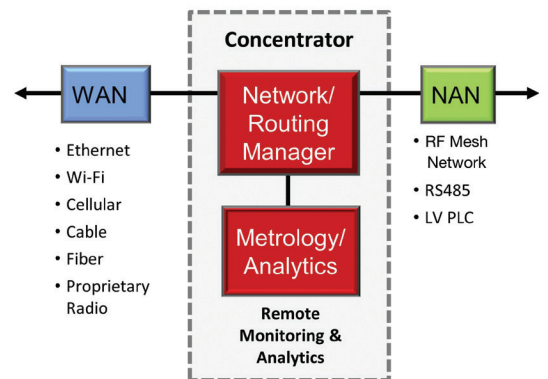 Concentrator
WAN
Network/
Routing
Manager
NAN
• Ethernet
• Wi-Fi
• Cellular
• Cable
• Fiber
• Proprietary
Radio
• RF Mesh
Network
• RS485
• LV PLC
Metrology/
Analytics
Remote
Monitoring &
Analytics